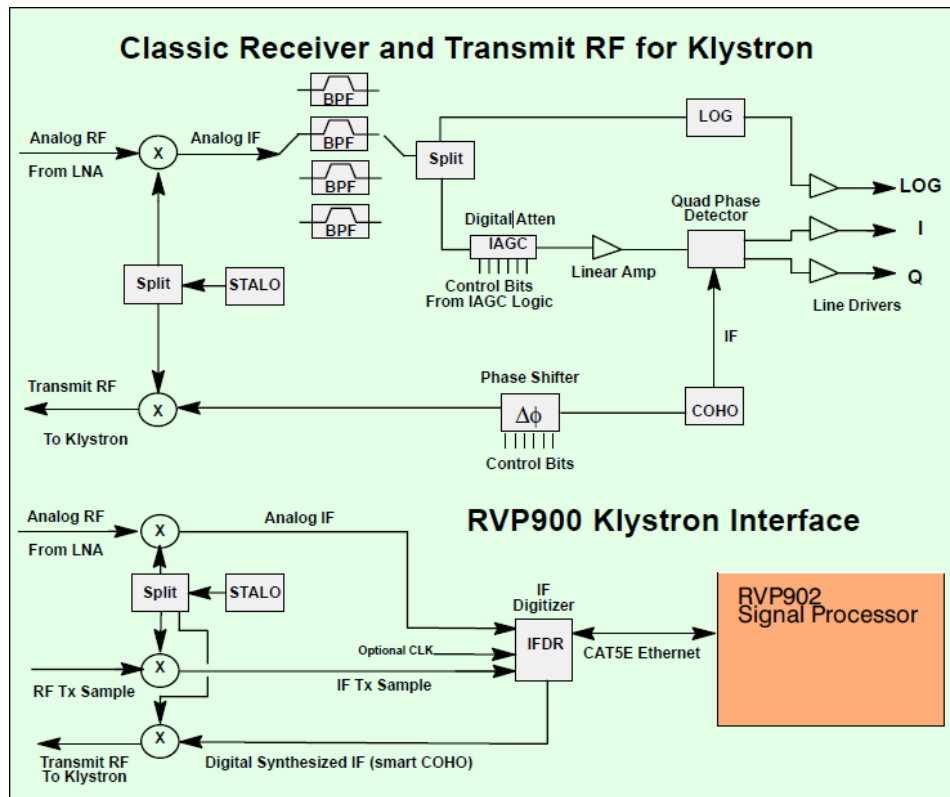 Classic Receiver and Transmit RF for Klystron
BPF
Analog RF
From LNA
X
Analog IF
BPF
BPF
BPF
Split
LOG
LOG
Digital Atten
IAGC
Control Bits
From IAGC Logic
Linear Amp
Quad Phase
Detector
I
Q
Line Drivers
Split
STALO
IF
Transmit RF
To Klystron
X
Phase Shifter
Δϕ
Control Bits
COHO
RVP900 Klystron Interface
Analog RF
From LNA
X
Analog IF
Split
STALO
IF
Digitizer
IFDR
Optional CLK
CAT5E Ethernet
RVP902
Signal Processor
RF Tx Sample
X
IF Tx Sample
X
Transmit RF
To Klystron
Digital Synthesized IF (smart COHO)